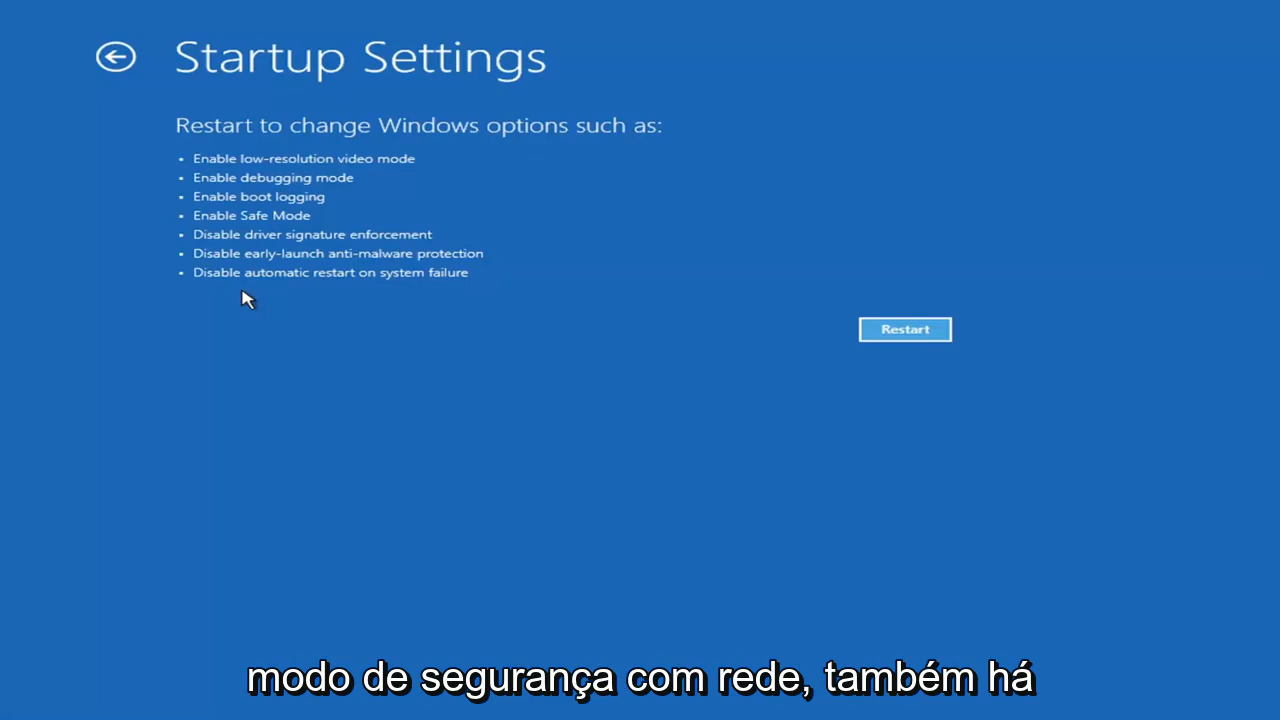 Startup Settings
Restart to change Windows options such as:
• Enable low-resolution video mode
• Enable debugging mode
• Enable boot logging
• Enable Safe Mode
• Disable driver signature enforcement
• Disable early-launch anti-malware protection
• Disable automatic restart on system failure
Restart
modo de segurança com rede, também há